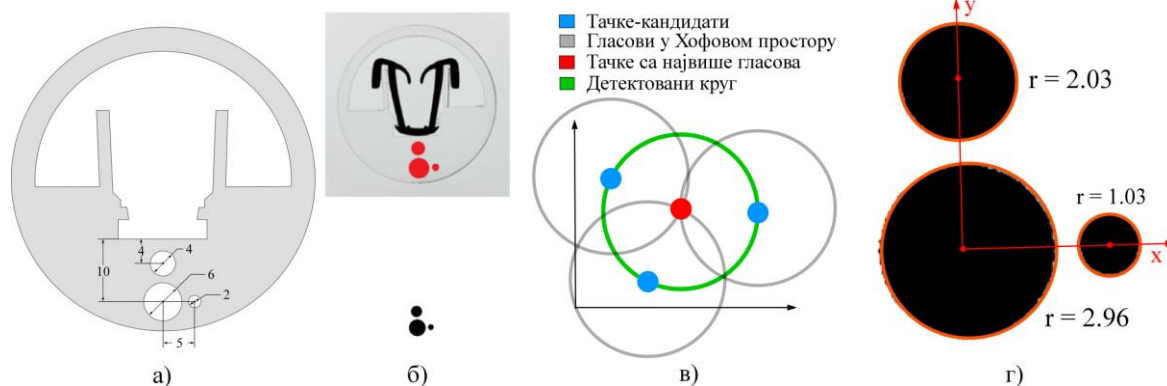 4
4
10
6
2
5
а)
б)
Тачке-кандидати
Гласови у Хофовом простору
Тачке са највише гласова
Детектовани круг
в)
y
r = 2.03
r = 1.03
x
r = 2.96
г)